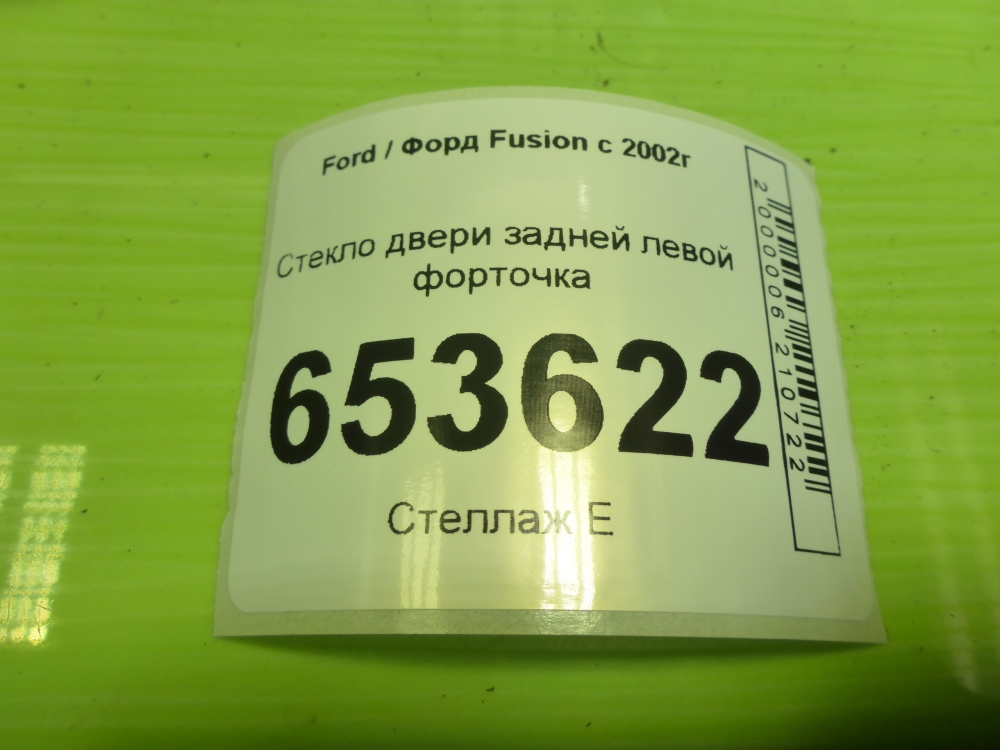 Ford / Форд Fusion с 2002г
Стекло двери задней левой
форточка
653622
Стеллаж E
2000006210722